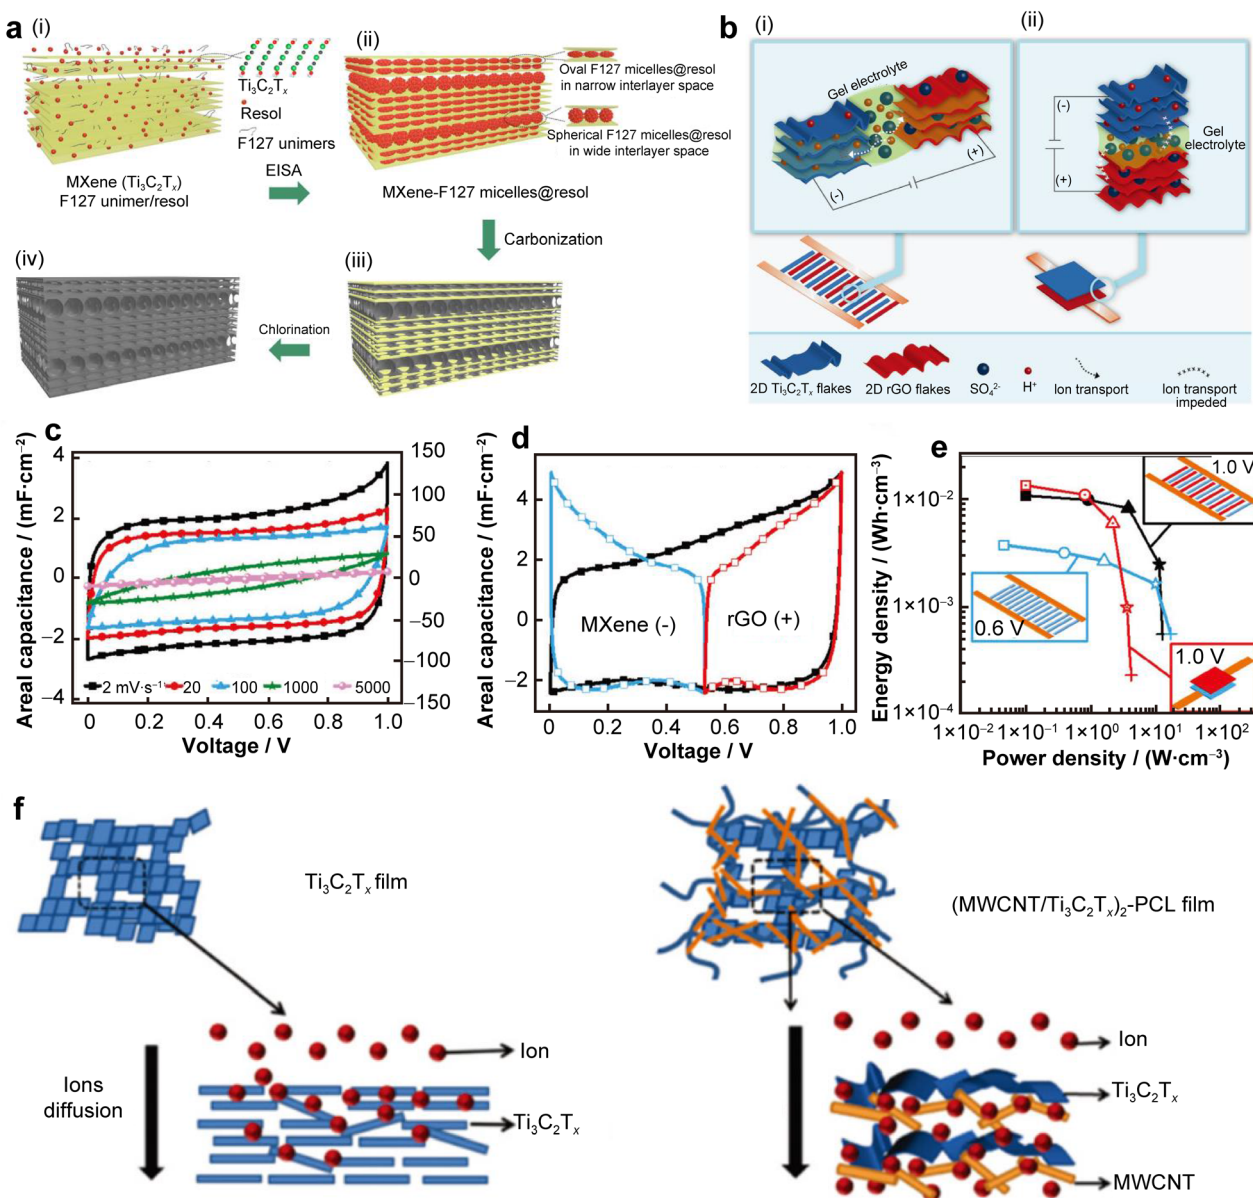 a
(i)
Ti₃C₂Tₓ
Resol
F127 unimers
MXene (Ti₃C₂Tₓ)
F127 unimer/resol
EISA
(ii)
Oval F127 micelles@resol
in narrow interlayer space
Spherical F127 micelles@resol
in wide interlayer space
MXene-F127 micelles@resol
Carbonization
(iii)
Chlorination
(iv)
b
(i)
Gel electrolyte
(-)
(+)
(ii)
(-)
(+)
Gel
electrolyte
2D Ti₃C₂Tₓ flakes
2D rGO flakes
SO₄²⁻
H⁺
Ion transport
Ion transport
impeded
c
Areal capacitance / (mF·cm⁻²)
4
2
0
−2
−4
150
100
50
0
−50
−100
−150
2 mV·s⁻¹
20
100
1000
5000
0
0.2
0.4
0.6
0.8
1.0
Voltage / V
d
Areal capacitance / (mF·cm⁻²)
4
2
0
−2
MXene (-)
rGO (+)
0
0.2
0.4
0.6
0.8
1.0
Voltage / V
e
Energy density / (Wh·cm⁻³)
1×10⁻²
1×10⁻³
1×10⁻⁴
1.0 V
0.6 V
1.0 V
1×10⁻²
1×10⁻¹
1×10⁰
1×10¹
1×10²
Power density / (W·cm⁻³)
f
Ti₃C₂Tₓ film
Ions
diffusion
Ion
Ti₃C₂Tₓ
(MWCNT/Ti₃C₂Tₓ)₂-PCL film
Ion
Ti₃C₂Tₓ
MWCNT